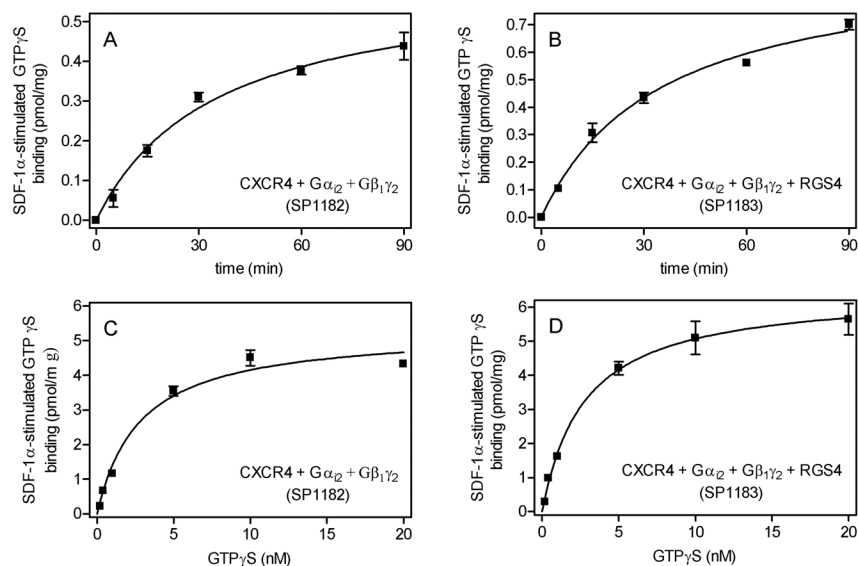 A
SDF-1α-stimulated GTPγS
binding (pmol/mg)
0.5
0.4
0.3
0.2
0.1
0.0
CXCR4 + Gαi2 + Gβ1γ2
(SP1182)
0 30 60 90
time (min)
B
SDF-1α-stimulated GTP γS
binding (pmol/mg)
0.7
0.6
0.5
0.4
0.3
0.2
0.1
0.0
CXCR4 + Gαi2 + Gβ1γ2 + RGS4
(SP1183)
0 30 60 90
time (min)
C
SDF-1α-stimulated GTP γS
binding (pmol/m g)
6
5
4
3
2
1
0
CXCR4 + Gαi2 + Gβ1γ2
(SP1182)
0 5 10 15 20
GTPγS (nM)
D
SDF-1α-stimulated GTP γS
binding (pmol/mg)
6
5
4
3
2
1
0
CXCR4 + Gαi2 + Gβ1γ2 + RGS4
(SP1183)
0 5 10 15 20
GTPγS (nM)